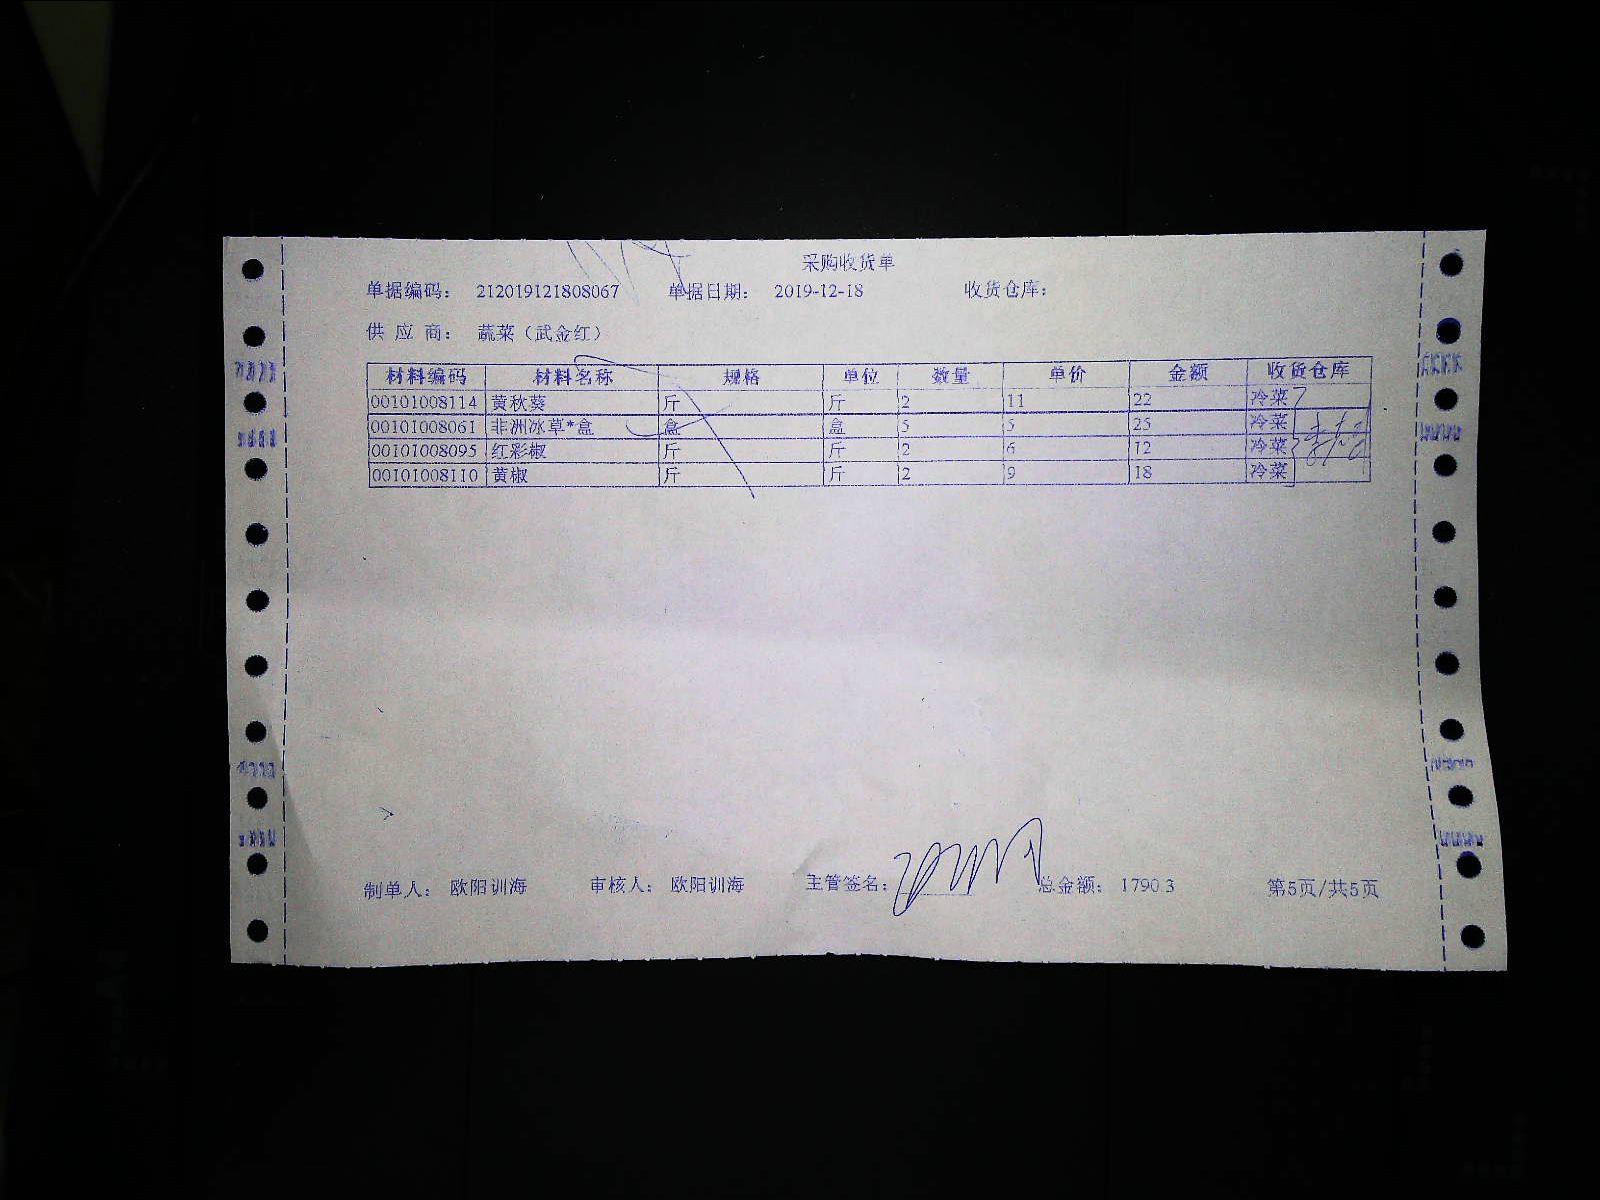 采购收货单
单据编码： 212019121808067 单据日期： 2019-12-18 收货仓库：
供 应 商： 蔬菜（武金红）
材料编码 材料名称 规格 单位 数量 单价 金额 收货仓库
00101008114 黄秋葵 斤 斤 2 11 22 冷菜
00101008061 非洲冰草*盒 盒 盒 5 5 25 冷菜
00101008095 红彩椒 斤 斤 2 6 12 冷菜
00101008110 黄椒 斤 斤 2 9 18 冷菜
制单人： 欧阳训海 审核人： 欧阳训海 主管签名： 总金额： 1790.3 第5页/共5页